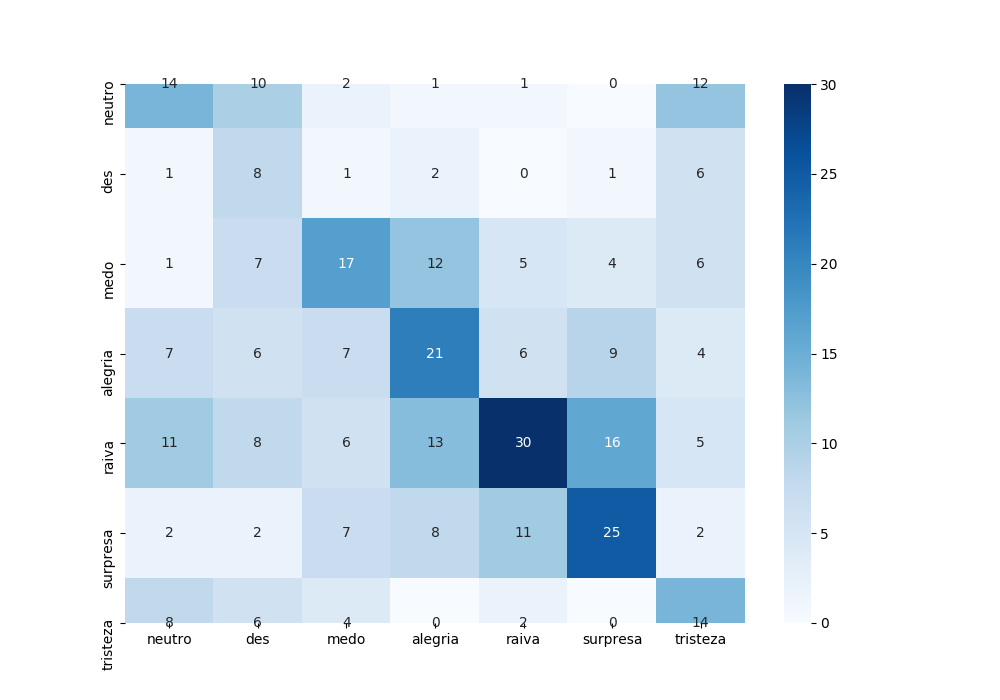 neutro 14 10 2 1 1 0 12
des 1 8 1 2 0 1 6
medo 1 7 17 12 5 4 6
alegria 7 6 7 21 6 9 4
raiva 11 8 6 13 30 16 5
surpresa 2 2 7 8 11 25 2
tristeza 8 6 4 0 2 0 14
neutro des medo alegria raiva surpresa tristeza
30
25
20
15
10
5
0